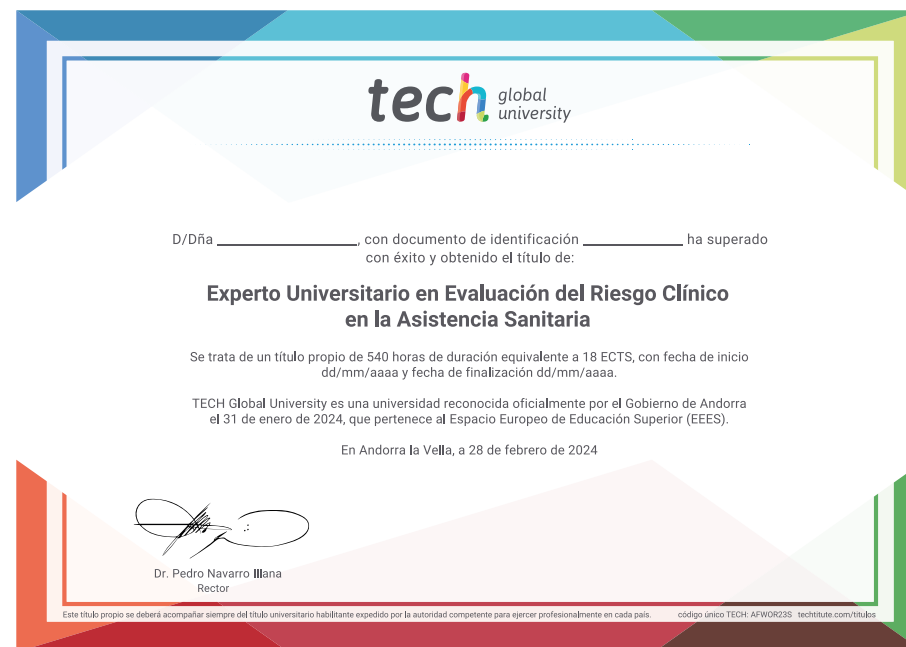 tech global university
D/Dña ____________________, con documento de identificación ______________ ha superado
con éxito y obtenido el título de:
Experto Universitario en Evaluación del Riesgo Clínico
en la Asistencia Sanitaria
Se trata de un título propio de 540 horas de duración equivalente a 18 ECTS, con fecha de inicio
dd/mm/aaaa y fecha de finalización dd/mm/aaaa.
TECH Global University es una universidad reconocida oficialmente por el Gobierno de Andorra
el 31 de enero de 2024, que pertenece al Espacio Europeo de Educación Superior (EEES).
En Andorra la Vella, a 28 de febrero de 2024
Dr. Pedro Navarro Illana
Rector
Este título propio se deberá acompañar siempre del título universitario habilitante expedido por la autoridad competente para ejercer profesionalmente en cada país. código único TECH: AFWOR23S techtitute.com/titulos